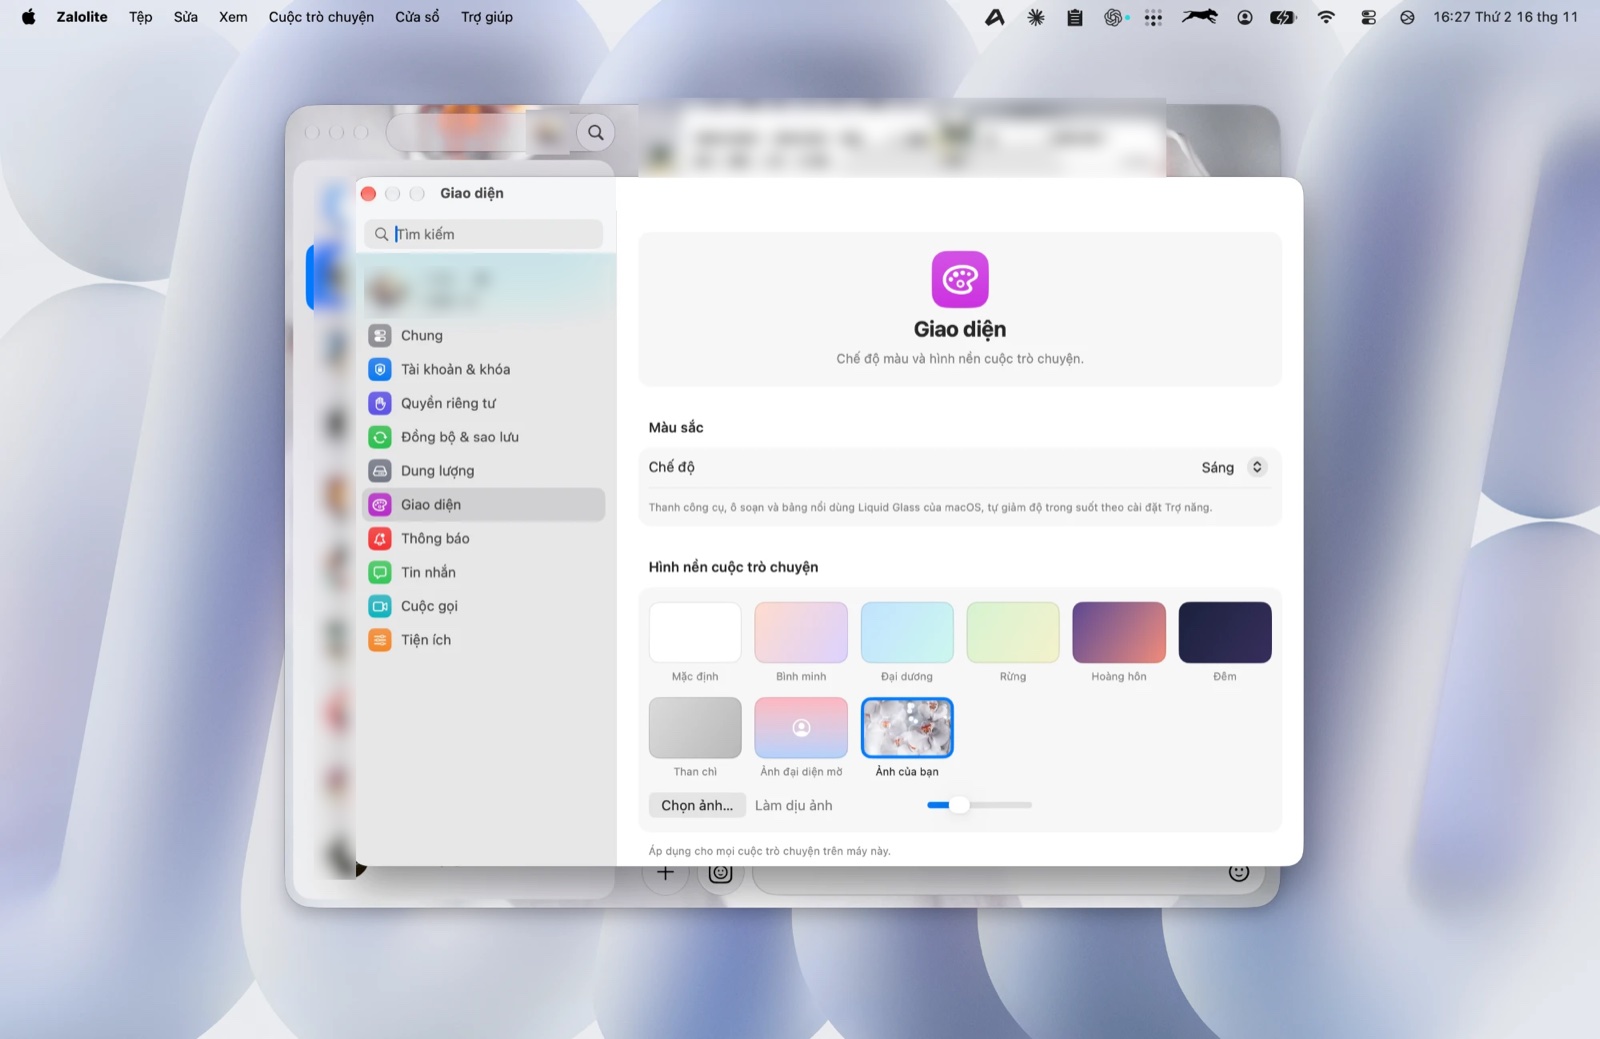 Zalolite Tệp Sửa Xem Cuộc trò chuyện Cửa sổ Trợ giúp 16:27 Thứ 2 16 thg 11
Giao diện
Tìm kiếm
Chung
Tài khoản & khóa
Quyền riêng tư
Đồng bộ & sao lưu
Dung lượng
Giao diện
Thông báo
Tin nhắn
Cuộc gọi
Tiện ích
Giao diện
Chế độ màu và hình nền cuộc trò chuyện.
Màu sắc
Chế độ Sáng
Thanh công cụ, ô soạn và bảng nổi dùng Liquid Glass của macOS, tự giảm độ trong suốt theo cài đặt Trợ năng.
Hình nền cuộc trò chuyện
Mặc định Bình minh Đại dương Rừng Hoàng hôn Đêm
Than chì Ảnh đại diện mờ Ảnh của bạn
Chọn ảnh... Làm dịu ảnh
Áp dụng cho mọi cuộc trò chuyện trên máy này.